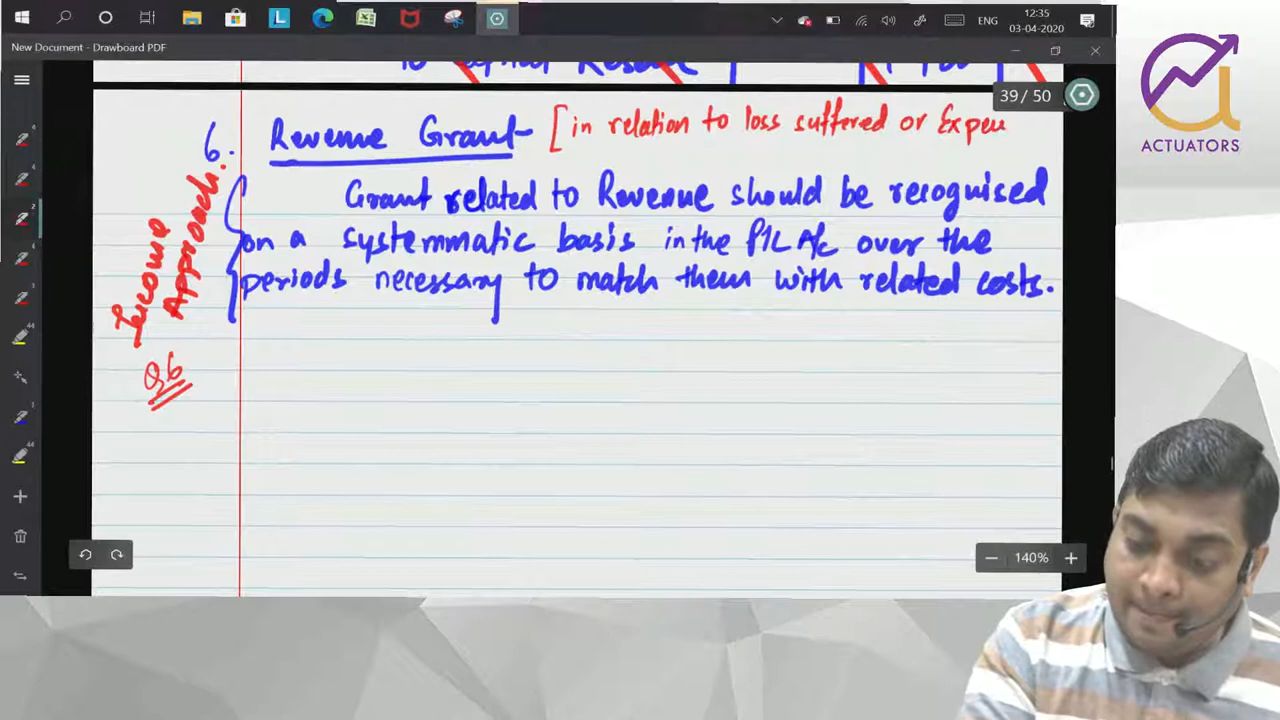 12:35
ENG
03-04-2020
New Document - Drawboard PDF
39 / 50
ACTUATORS
6. Revenue Grant [in relation to loss suffered or Expen
Grant related to Revenue should be recognised
on a systemmatic basis in the P/L A/c over the
periods necessary to match them with related costs.
Income
Approach.
Q6
140%